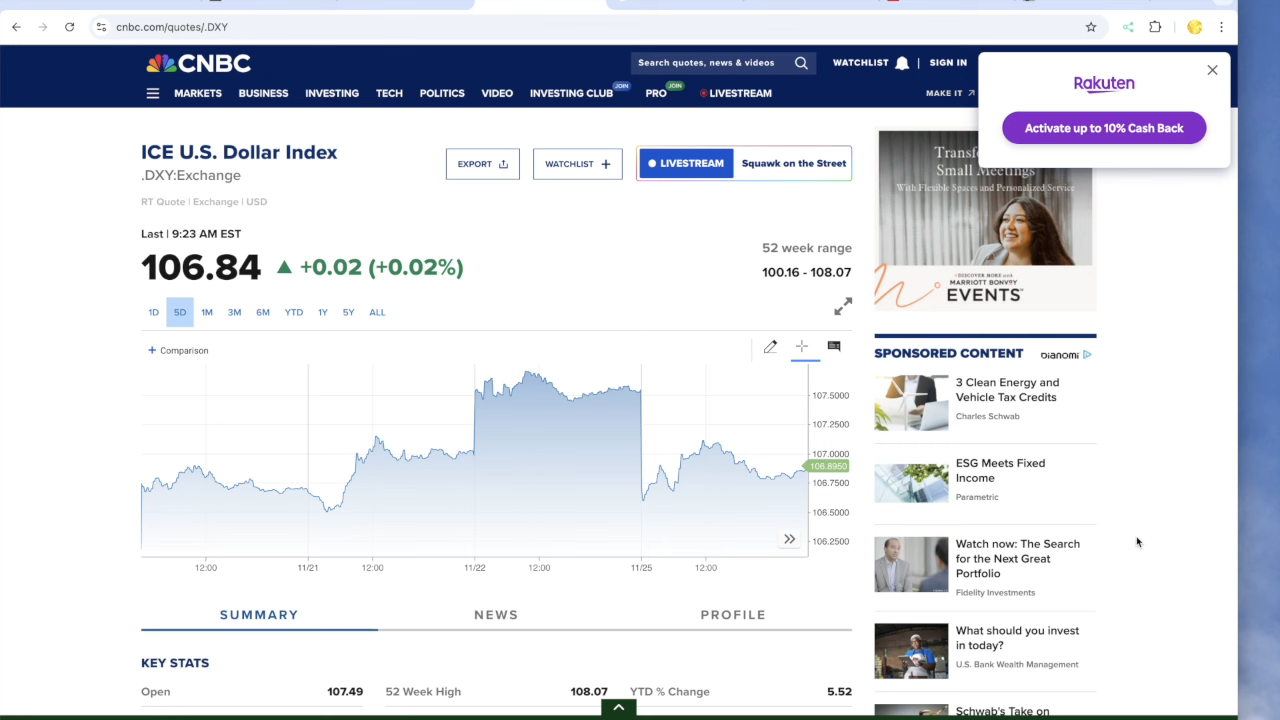 cnbc.com/quotes/.DXY
CNBC
Search quotes, news & videos
WATCHLIST
SIGN IN
MARKETS
BUSINESS
INVESTING
TECH
POLITICS
VIDEO
INVESTING CLUB
JOIN
PRO
JOIN
LIVESTREAM
MAKE IT
Rakuten
Activate up to 10% Cash Back
ICE U.S. Dollar Index
.DXY:Exchange
RT Quote | Exchange | USD
EXPORT
WATCHLIST
LIVESTREAM
Squawk on the Street
Last | 9:23 AM EST
106.84
+0.02 (+0.02%)
52 week range
100.16 - 108.07
1D
5D
1M
3M
6M
YTD
1Y
5Y
ALL
+ Comparison
107.5000
107.2500
107.0000
106.8950
106.7500
106.5000
106.2500
12:00
11/21
12:00
11/22
12:00
11/25
12:00
SUMMARY
NEWS
PROFILE
KEY STATS
Open
107.49
52 Week High
108.07
YTD % Change
5.52
Small Meetings
With Flexible Spaces and Personalized Service
DISCOVER MORE with
MARRIOTT BONVOY
EVENTS™
SPONSORED CONTENT
DIANOMI
3 Clean Energy and
Vehicle Tax Credits
Charles Schwab
ESG Meets Fixed
Income
Parametric
Watch now: The Search
for the Next Great
Portfolio
Fidelity Investments
What should you invest
in today?
U.S. Bank Wealth Management
Schwab's Take on